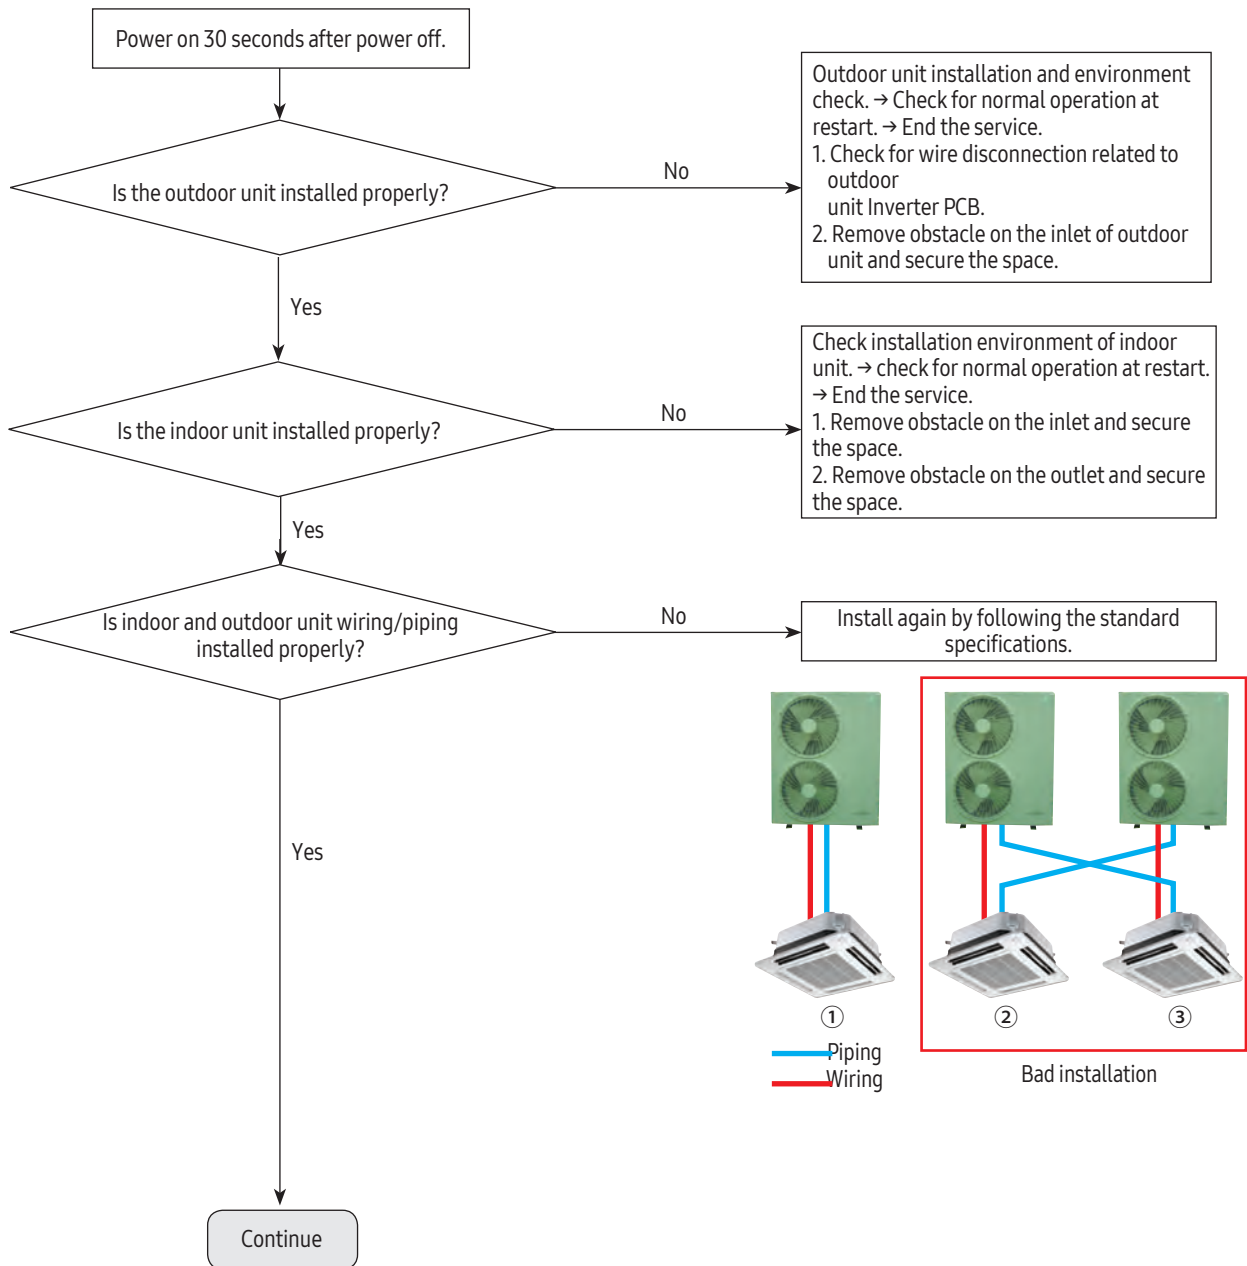 Power on 30 seconds after power off.
Outdoor unit installation and environment
check. → Check for normal operation at
restart. → End the service.
1. Check for wire disconnection related to
outdoor
unit Inverter PCB.
2. Remove obstacle on the inlet of outdoor
unit and secure the space.
Is the outdoor unit installed properly?
No
Yes
Check installation environment of indoor
unit. → check for normal operation at restart.
→ End the service.
1. Remove obstacle on the inlet and secure
the space.
2. Remove obstacle on the outlet and secure
the space.
Is the indoor unit installed properly?
No
Yes
Is indoor and outdoor unit wiring/piping
installed properly?
No
Install again by following the standard
specifications.
Yes
① ② ③
Piping
Wiring
Bad installation
Continue